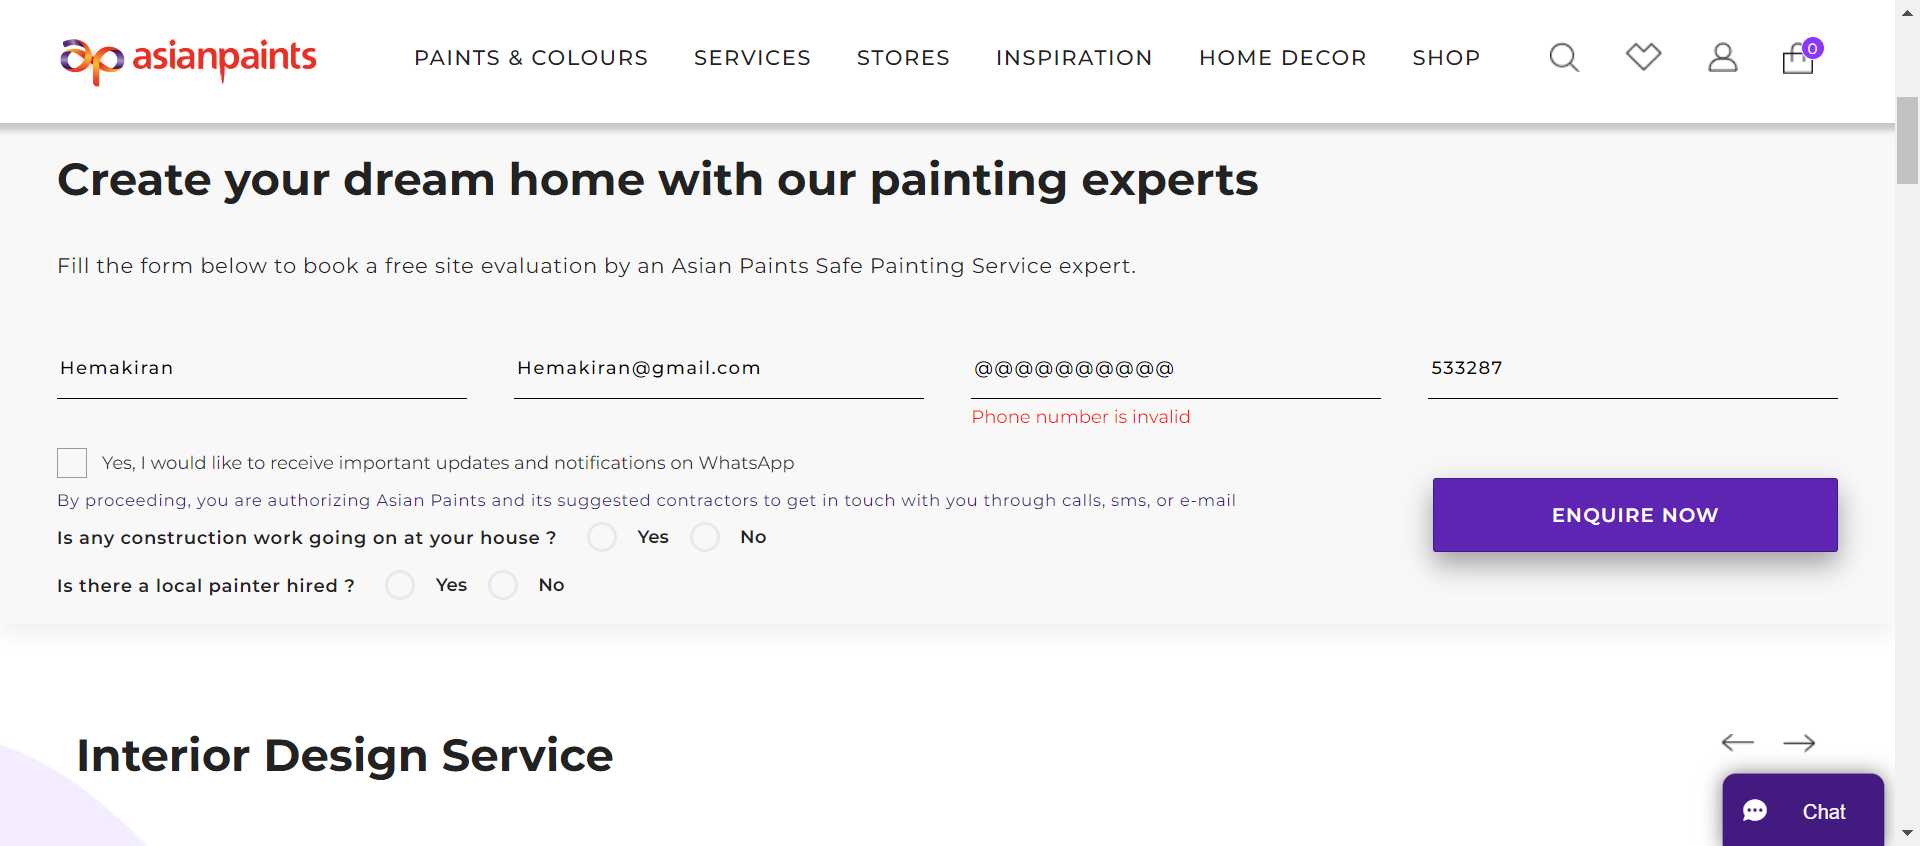 asianpaints
PAINTS & COLOURS SERVICES STORES INSPIRATION HOME DECOR SHOP 0
Create your dream home with our painting experts
Fill the form below to book a free site evaluation by an Asian Paints Safe Painting Service expert.
Hemakiran Hemakiran@gmail.com @@@@@@@@@@ 533287
Phone number is invalid
Yes, I would like to receive important updates and notifications on WhatsApp
By proceeding, you are authorizing Asian Paints and its suggested contractors to get in touch with you through calls, sms, or e-mail
ENQUIRE NOW
Is any construction work going on at your house ? Yes No
Is there a local painter hired ? Yes No
Interior Design Service
Chat